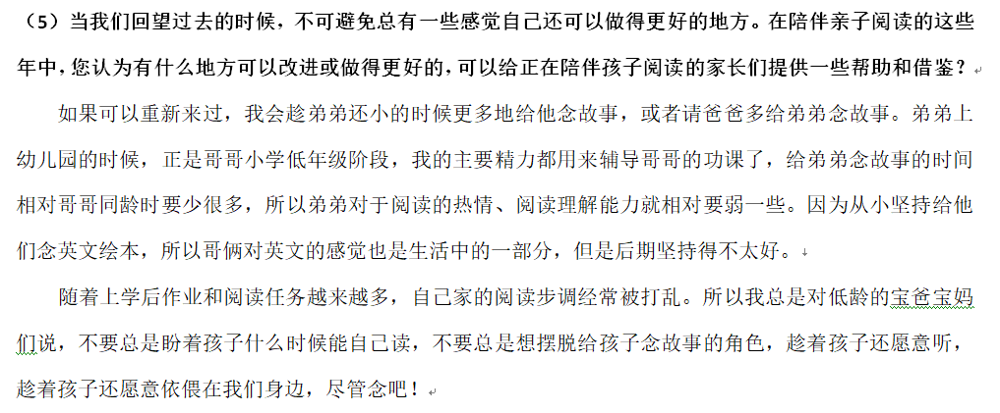 （5）当我们回望过去的时候，不可避免总有一些感觉自己还可以做得更好的地方。在陪伴亲子阅读的这些
年中，您认为有什么地方可以改进或做得更好的，可以给正在陪伴孩子阅读的家长们提供一些帮助和借鉴？
如果可以重新来过，我会趁弟弟还小的时候更多地给他念故事，或者请爸爸多给弟弟念故事。弟弟上
幼儿园的时候，正是哥哥小学低年级阶段，我的主要精力都用来辅导哥哥的功课了，给弟弟念故事的时间
相对哥哥同龄时要少很多，所以弟弟对于阅读的热情、阅读理解能力就相对要弱一些。因为从小坚持给他
们念英文绘本，所以哥俩对英文的感觉也是生活中的一部分，但是后期坚持得不太好。
随着上学后作业和阅读任务越来越多，自己家的阅读步调经常被打乱。所以我总是对低龄的宝爸宝妈
们说，不要总是盼着孩子什么时候能自己读，不要总是想摆脱给孩子念故事的角色，趁着孩子还愿意听，
趁着孩子还愿意依偎在我们身边，尽管念吧！